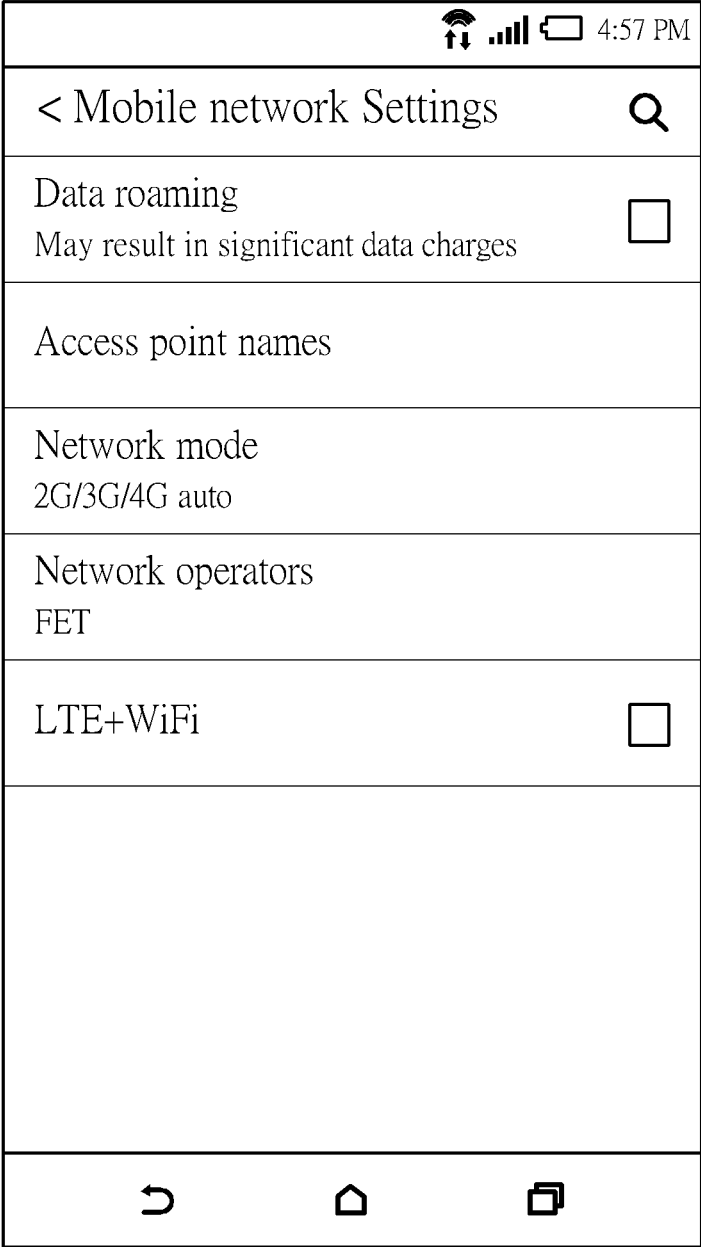 4:57 PM
< Mobile network Settings
Data roaming
May result in significant data charges
Access point names
Network mode
2G/3G/4G auto
Network operators
FET
LTE+WiFi